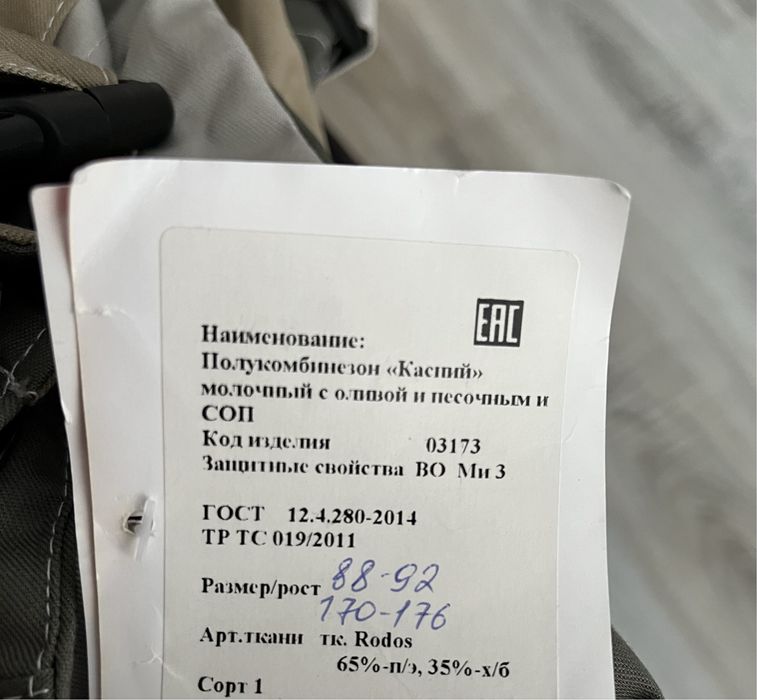 EAC
Наименование:
Полукомбинезон «Каспий»
молочный с оливой и песочным и
СОП
Код изделия 03173
Защитные свойства ВО Ми 3
ГОСТ 12.4.280-2014
ТР ТС 019/2011
Размер/рост 88-92
170-176
Арт.ткани тк. Rodos
65%-п/э, 35%-х/б
Сорт 1